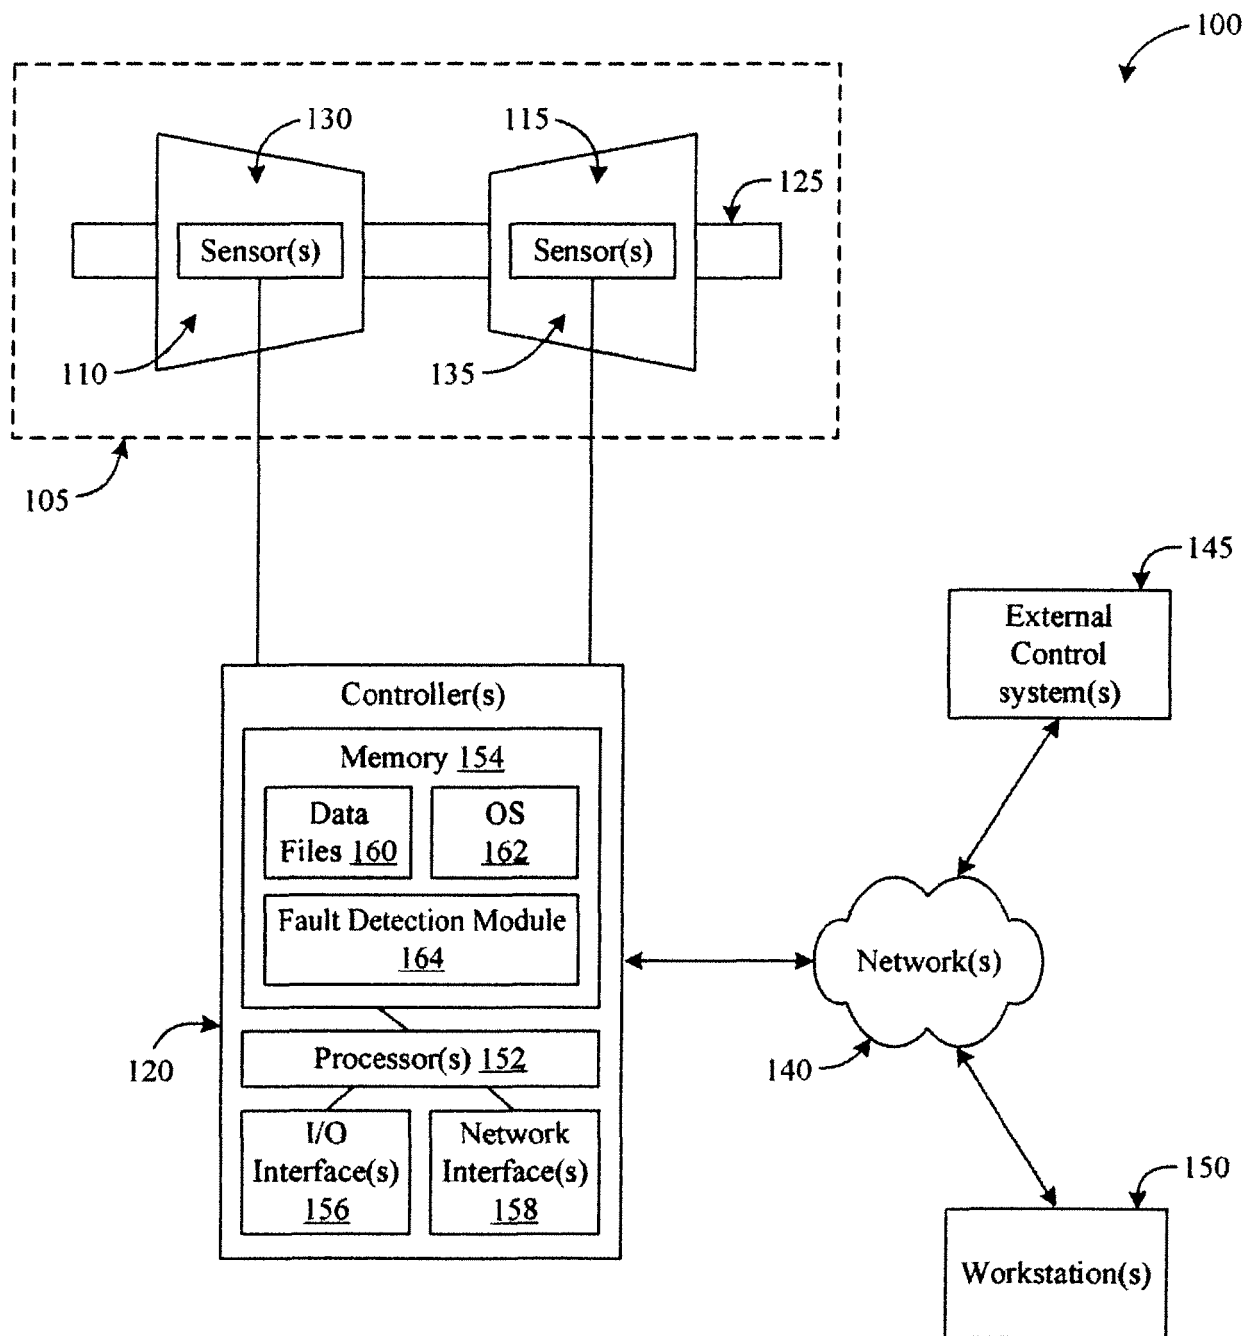 100
130
115
125
Sensor(s)
Sensor(s)
110
135
105
145
External
Control
system(s)
Controller(s)
Memory 154
Data
Files 160
OS
162
Fault Detection Module
164
Network(s)
120
Processor(s) 152
140
I/O
Interface(s)
156
Network
Interface(s)
158
150
Workstation(s)